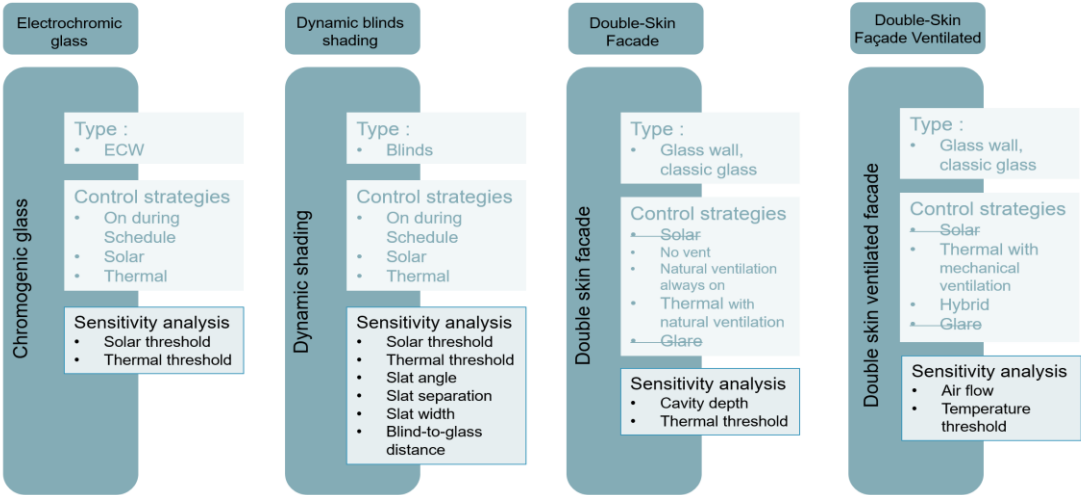 Electrochromic
glass
Chromogenic glass
Type :
• ECW
Control strategies
• On during
Schedule
• Solar
• Thermal
Sensitivity analysis
• Solar threshold
• Thermal threshold
Dynamic blinds
shading
Dynamic shading
Type :
• Blinds
Control strategies
• On during
Schedule
• Solar
• Thermal
Sensitivity analysis
• Solar threshold
• Thermal threshold
• Slat angle
• Slat separation
• Slat width
• Blind-to-glass
distance
Double-Skin
Facade
Double skin facade
Type :
• Glass wall,
classic glass
Control strategies
• Solar
• No vent
• Natural ventilation
always on
• Thermal with
natural ventilation
• Glare
Sensitivity analysis
• Cavity depth
• Thermal threshold
Double-Skin
Façade Ventilated
Double skin ventilated facade
Type :
• Glass wall,
classic glass
Control strategies
• Solar
• Thermal with
mechanical
ventilation
• Hybrid
• Glare
Sensitivity analysis
• Air flow
• Temperature
threshold